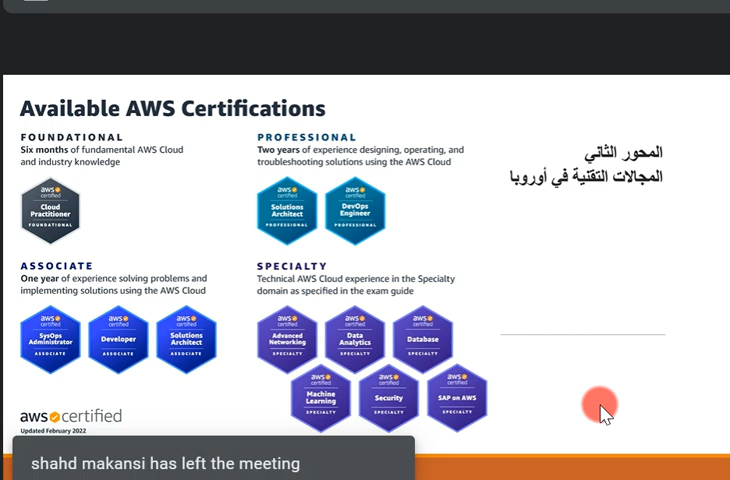 Available AWS Certifications
FOUNDATIONAL
Six months of fundamental AWS Cloud
and industry knowledge
aws
certified
Cloud
Practitioner
FOUNDATIONAL
PROFESSIONAL
Two years of experience designing, operating, and
troubleshooting solutions using the AWS Cloud
aws
certified
Solutions
Architect
PROFESSIONAL
aws
certified
DevOps
Engineer
PROFESSIONAL
المحور الثاني
المجالات التقنية في أوروبا
ASSOCIATE
One year of experience solving problems and
implementing solutions using the AWS Cloud
aws
certified
SysOps
Administrator
ASSOCIATE
aws
certified
Developer
ASSOCIATE
aws
certified
Solutions
Architect
ASSOCIATE
SPECIALTY
Technical AWS Cloud experience in the Specialty
domain as specified in the exam guide
aws
certified
Advanced
Networking
SPECIALTY
aws
certified
Data
Analytics
SPECIALTY
aws
certified
Database
SPECIALTY
aws
certified
Machine
Learning
SPECIALTY
aws
certified
Security
SPECIALTY
aws
certified
SAP on AWS
SPECIALTY
aws certified
Updated February 2022
shahd makansi has left the meeting